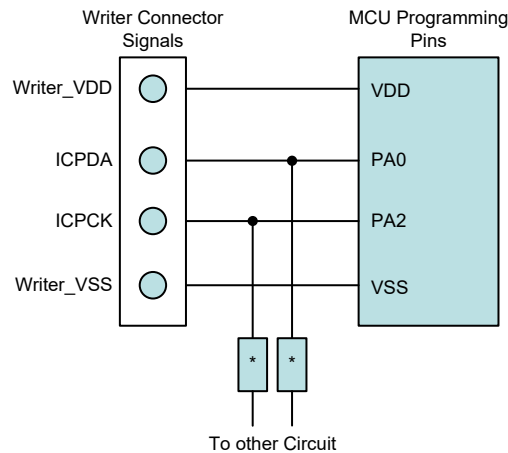 Writer Connector
Signals
MCU Programming
Pins
Writer_VDD
VDD
ICPDA
PA0
ICPCK
PA2
Writer_VSS
VSS
* *
To other Circuit